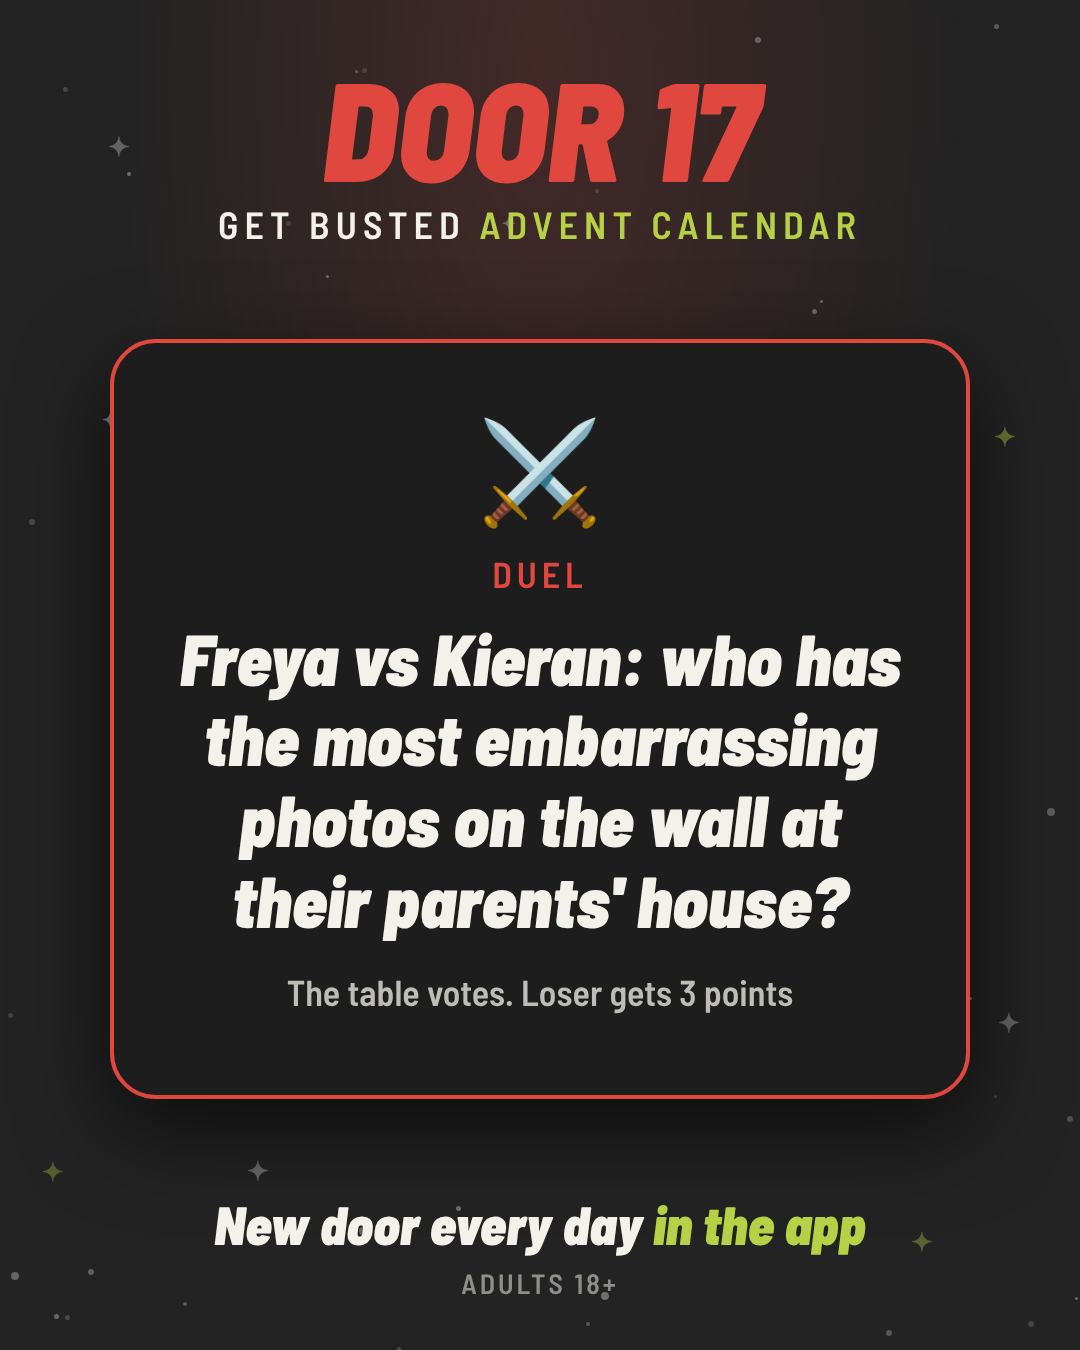 DOOR 17
GET BUSTED ADVENT CALENDAR
DUEL
Freya vs Kieran: who has
the most embarrassing
photos on the wall at
their parents' house?
The table votes. Loser gets 3 points
New door every day in the app
ADULTS 18+